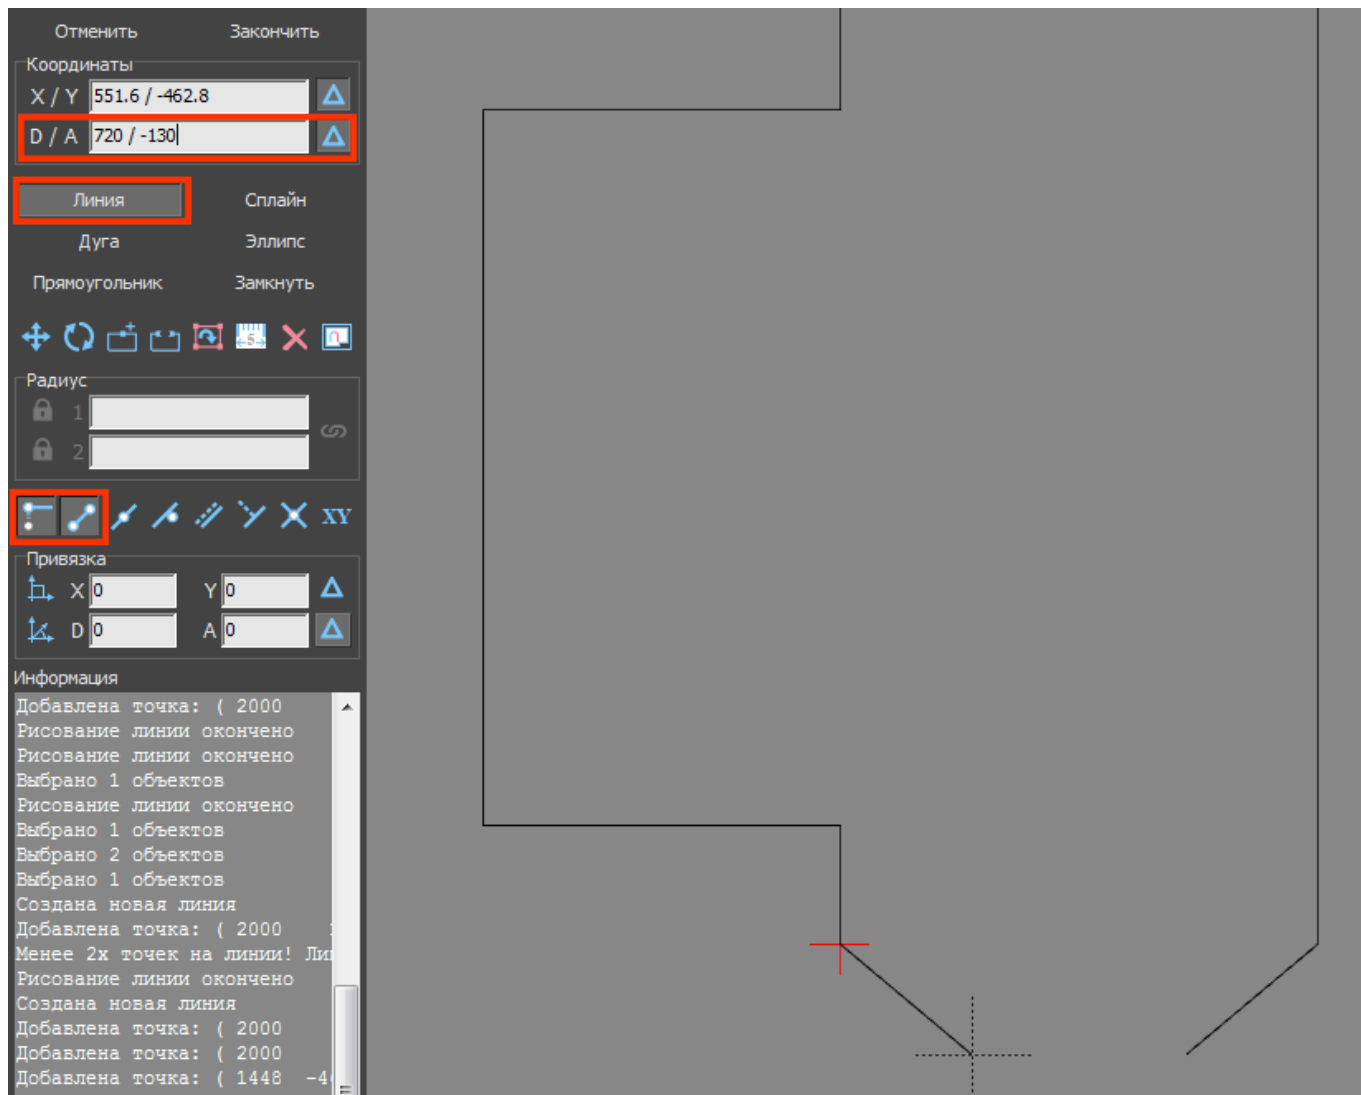 Отменить Закончить
Координаты
X / Y 551.6 / -462.8
D / A 720 / -130
Линия Сплайн
Дуга Эллипс
Прямоугольник Замкнуть
5
Радиус
1
2
XY
Привязка
X 0 Y 0
D 0 A 0
Информация
Добавлена точка: ( 2000
Рисование линии окончено
Рисование линии окончено
Выбрано 1 объектов
Рисование линии окончено
Выбрано 1 объектов
Выбрано 2 объектов
Выбрано 1 объектов
Создана новая линия
Добавлена точка: ( 2000
Менее 2х точек на линии!
Рисование линии окончено
Создана новая линия
Добавлена точка: ( 2000
Добавлена точка: ( 2000
Добавлена точка: ( 1448